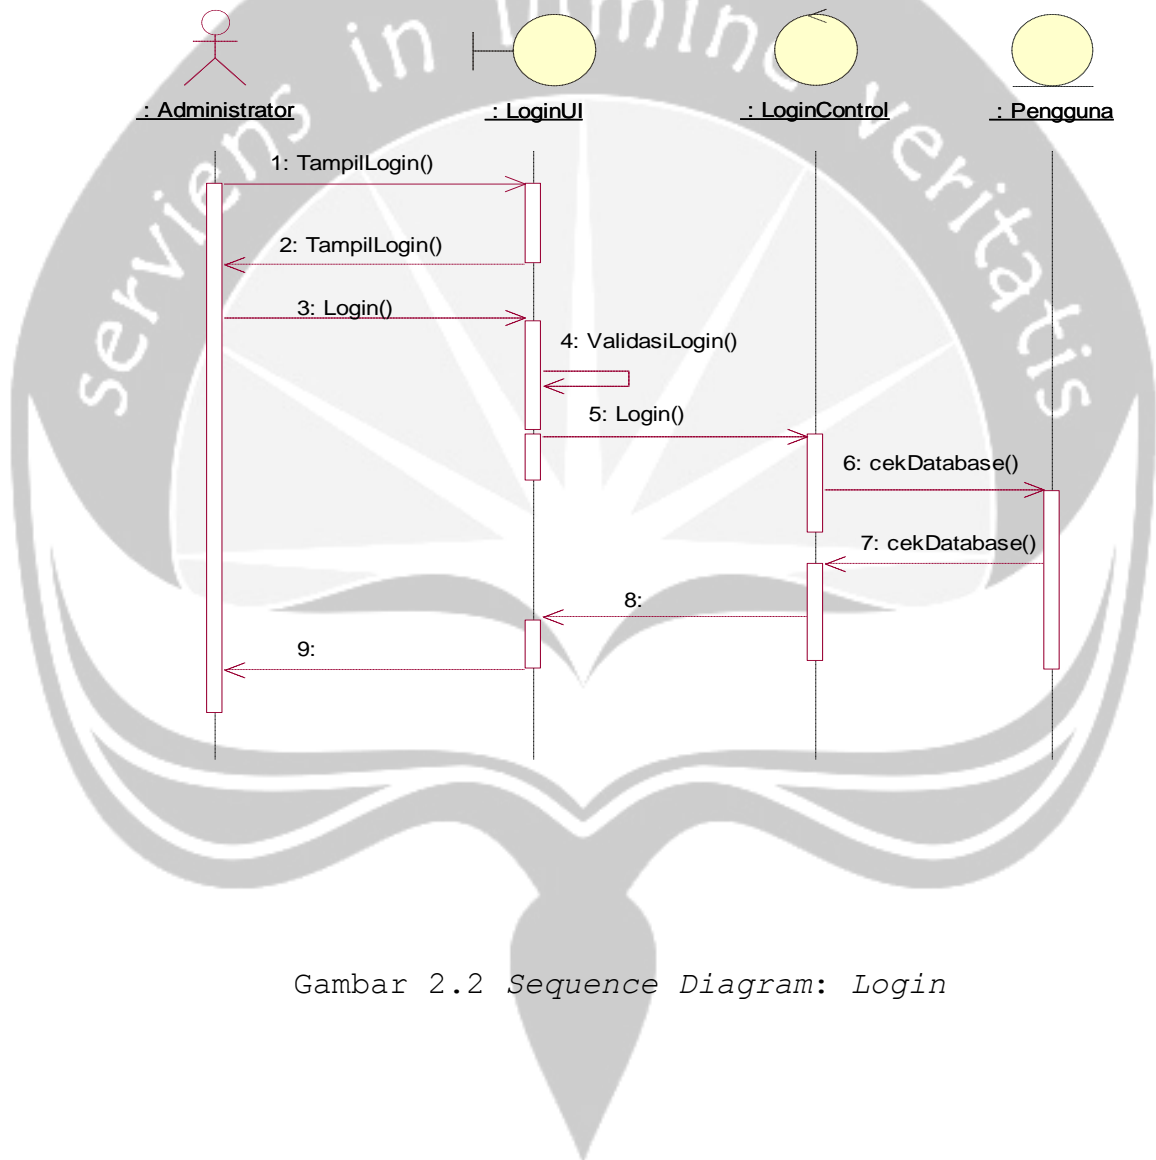 serviens in lumine veritatis
: Administrator
: LoginUI
: LoginControl
: Pengguna
1: TampilLogin()
2: TampilLogin()
3: Login()
4: ValidasiLogin()
5: Login()
6: cekDatabase()
7: cekDatabase()
8:
9:
Gambar 2.2 Sequence Diagram: Login